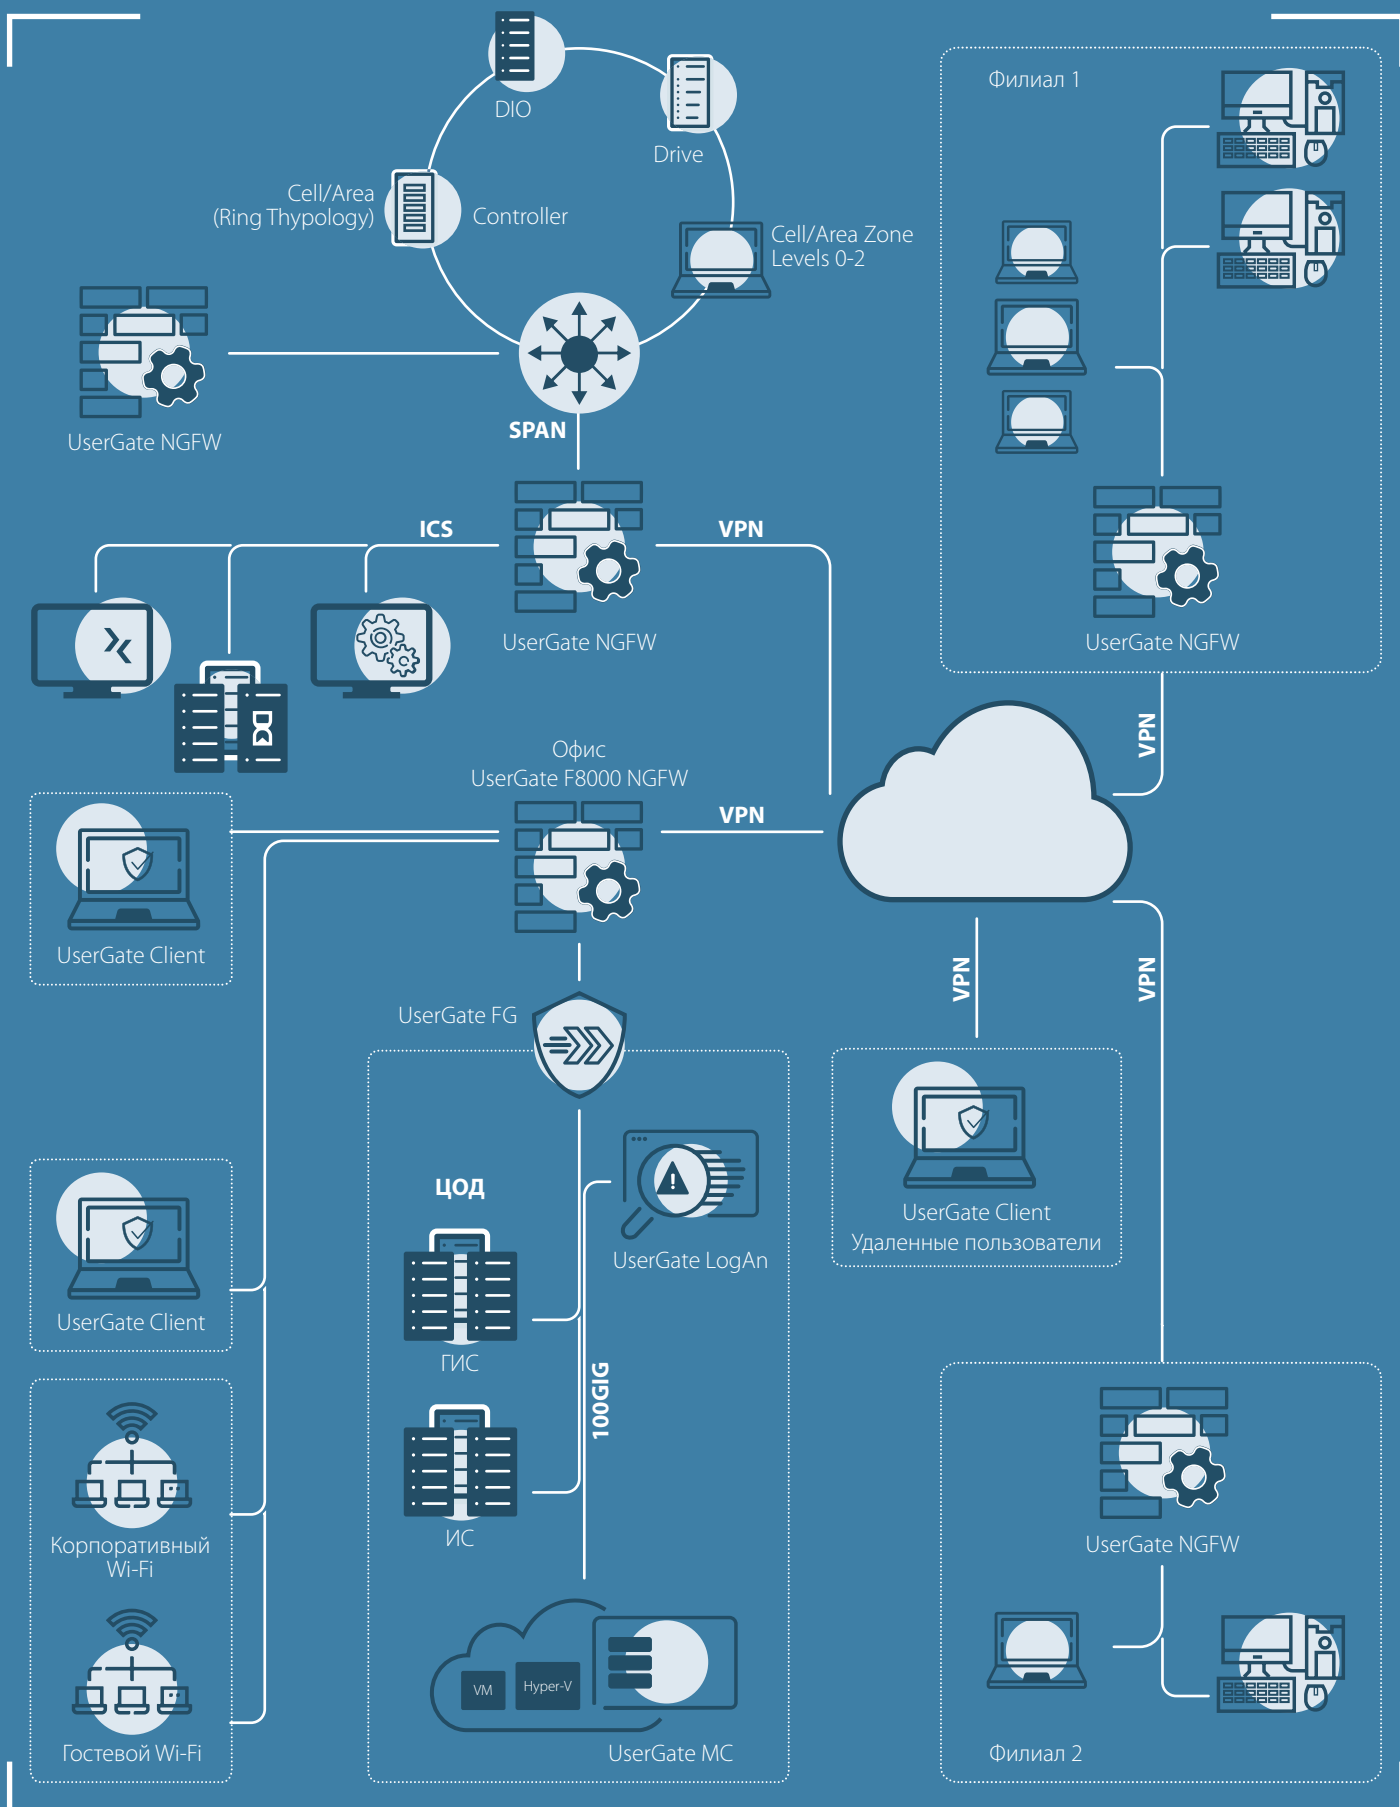 DIO
Drive
Cell/Area
(Ring Thypology)
Controller
Cell/Area Zone
Levels 0-2
Филиал 1
UserGate NGFW
SPAN
ICS
VPN
UserGate NGFW
UserGate NGFW
VPN
Офис
UserGate F8000 NGFW
VPN
UserGate Client
UserGate FG
VPN
VPN
ЦОД
UserGate LogAn
UserGate Client
Удаленные пользователи
UserGate Client
ГИС
100GIG
ИС
Корпоративный
Wi-Fi
UserGate NGFW
VM
Hyper-V
Гостевой Wi-Fi
UserGate MC
Филиал 2